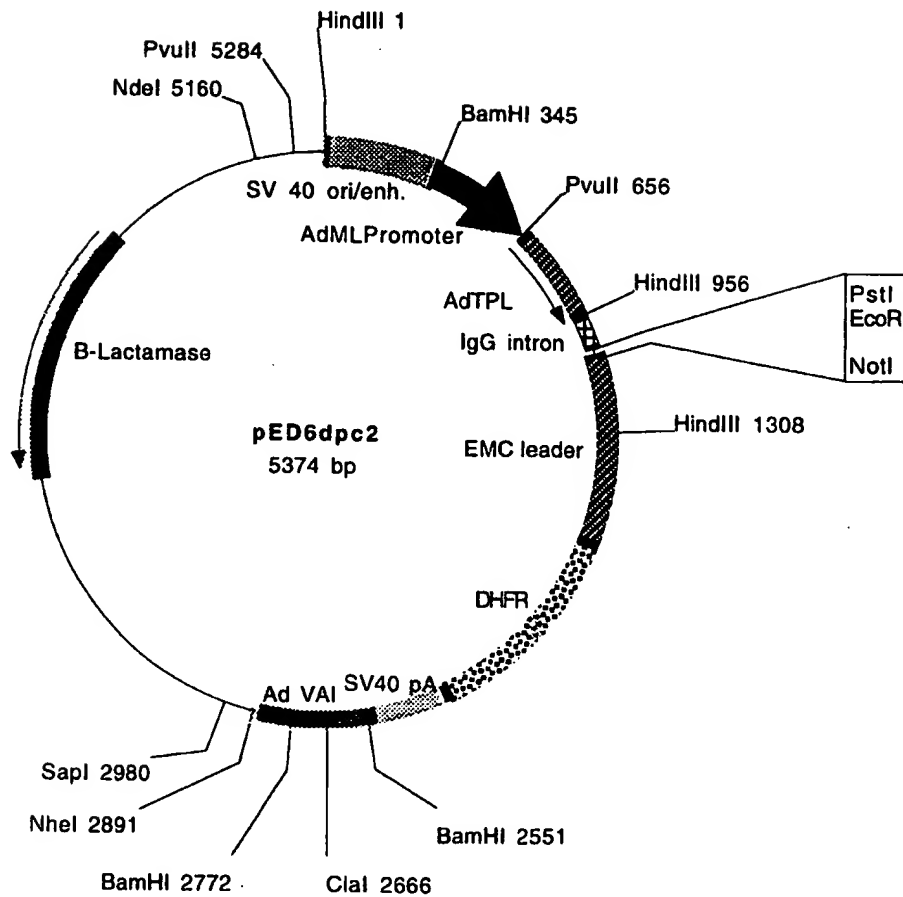 HindIII 1
PvuII 5284
NdeI 5160
BamHI 345
SV 40 ori/enh.
PvuII 656
AdMLPromoter
HindIII 956
AdTPL
IgG intron
PstI
EcoR
NotI
B-Lactamase
pED6dpc2
5374 bp
EMC leader
HindIII 1308
DHFR
Ad VAI
SV40 pA
SapI 2980
NheI 2891
BamHI 2772
ClaI 2666
BamHI 2551